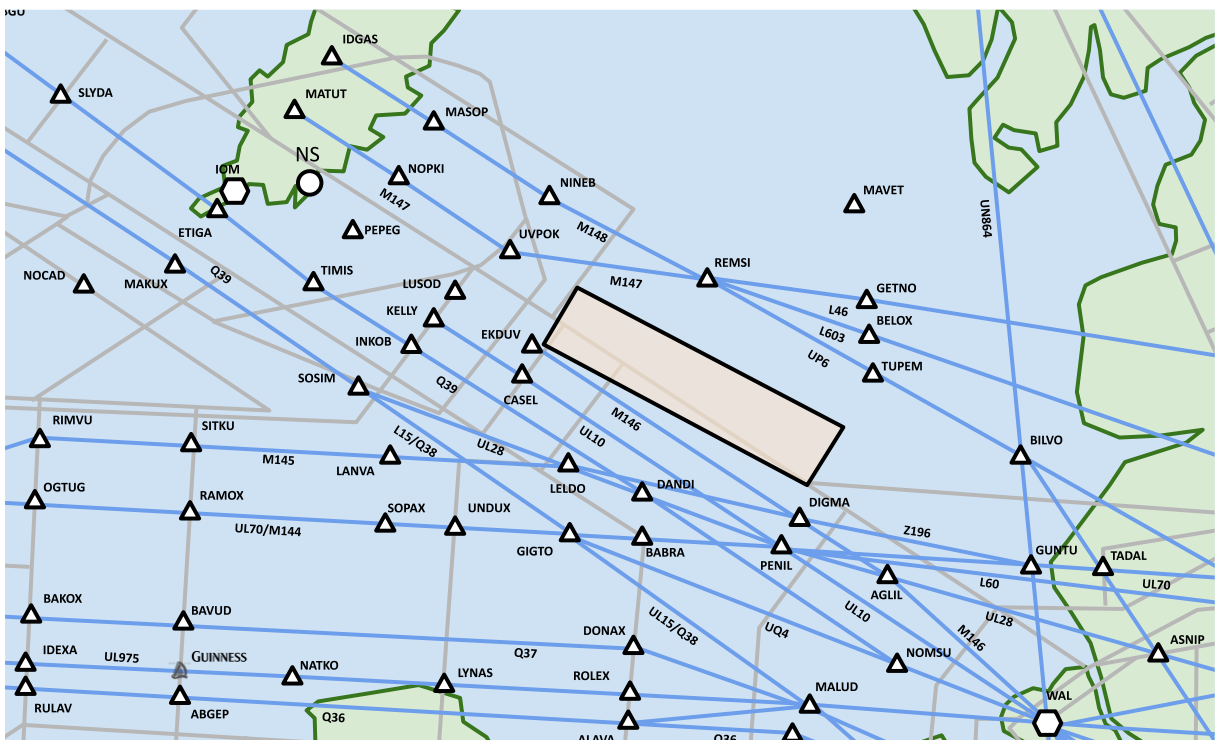 IDGAS
SLYDA
MATUT
MASOP
NS
IOM
NOPKI
NINEB
MAVET
M147
UN864
ETIGA
PEPEG
M148
UVPOK
NOCAD
MAKUX
Q39
TIMIS
LUSOD
REMSI
M147
GETNO
KELLY
L46
BELOX
EKDUV
L603
INKOB
UP6
TUPEM
SOSIM
Q39
CASEL
RIMVU
SITKU
M146
L15/Q38
UL28
UL10
BILVO
M145
LANVA
LELDO
DANDI
OGTUG
RAMOX
SOPAX
UNDUX
DIGMA
UL70/M144
Z196
GIGTO
BABRA
PENIL
GUNTU
TADAL
L60
UL70
AGLIL
BAKOX
BAVUD
UL10
UL15/Q38
UQ4
UL28
DONAX
M146
ASNIP
IDEXA
UL975
GUINNESS
Q37
NOMSU
NATKO
LYNAS
ROLEX
MALUD
WAL
RULAV
ABGEP
Q36